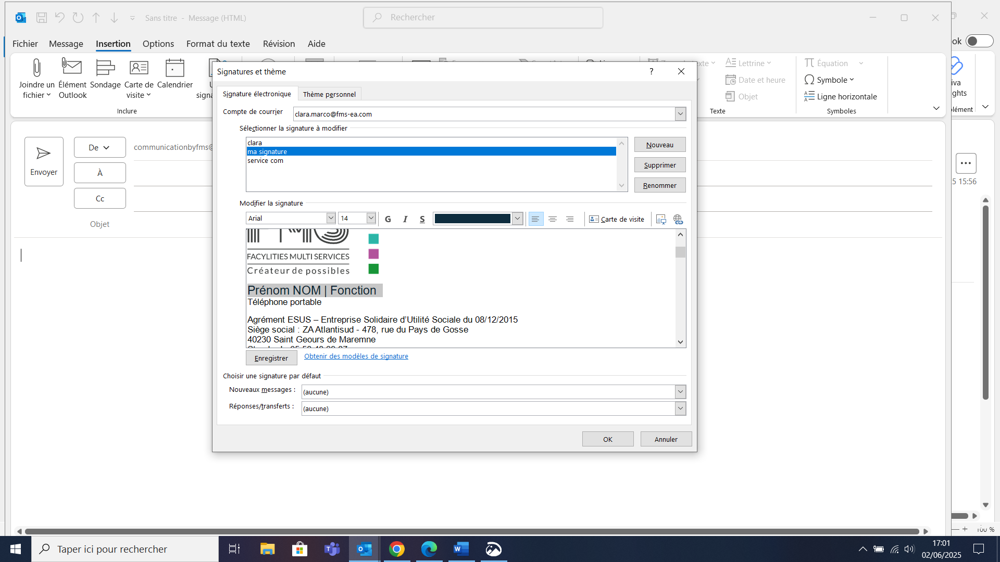 Sans titre - Message (HTML)
Rechercher
Fichier
Message
Insertion
Options
Format du texte
Révision
Aide
ok
Joindre un
fichier
Élément
Outlook
Sondage
Carte de
visite
Calendrier
Inclure
Lettrine
Date et heure
Objet
Texte
Équation
Symbole
Ligne horizontale
Symboles
Signatures et thème
?
Signature électronique
Thème personnel
Compte de courrier
clara.marco@fms-ea.com
Sélectionner la signature à modifier
clara
ma signature
service com
Nouveau
Supprimer
Renommer
Modifier la signature
Arial
14
G
I
S
Carte de visite
FMS
FACYLITIES MULTI SERVICES
Créateur de possibles
Prénom NOM | Fonction
Téléphone portable
Agrément ESUS – Entreprise Solidaire d'Utilité Sociale du 08/12/2015
Siège social : ZA Atlantisud - 478, rue du Pays de Gosse
40230 Saint Geours de Maremne
Enregistrer
Obtenir des modèles de signature
Choisir une signature par défaut
Nouveaux messages :
(aucune)
Réponses/transferts :
(aucune)
OK
Annuler
Envoyer
De
communicationbyfms@
À
Cc
Objet
5 15:56
100 %
Taper ici pour rechercher
17:01
02/06/2025